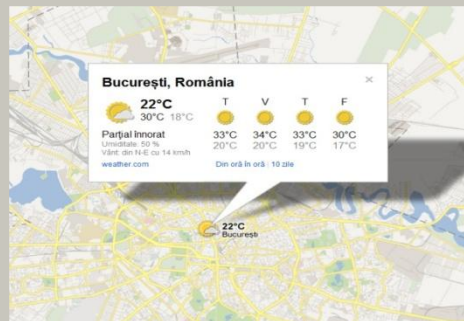 București, România
22°C
30°C 18°C
Parțial înnorat
Umiditate: 50 %
Vânt: din N-E cu 14 km/h
weather.com
T V T F
33°C 34°C 33°C 30°C
20°C 20°C 19°C 17°C
Din oră în oră | 10 zile
22°C
București